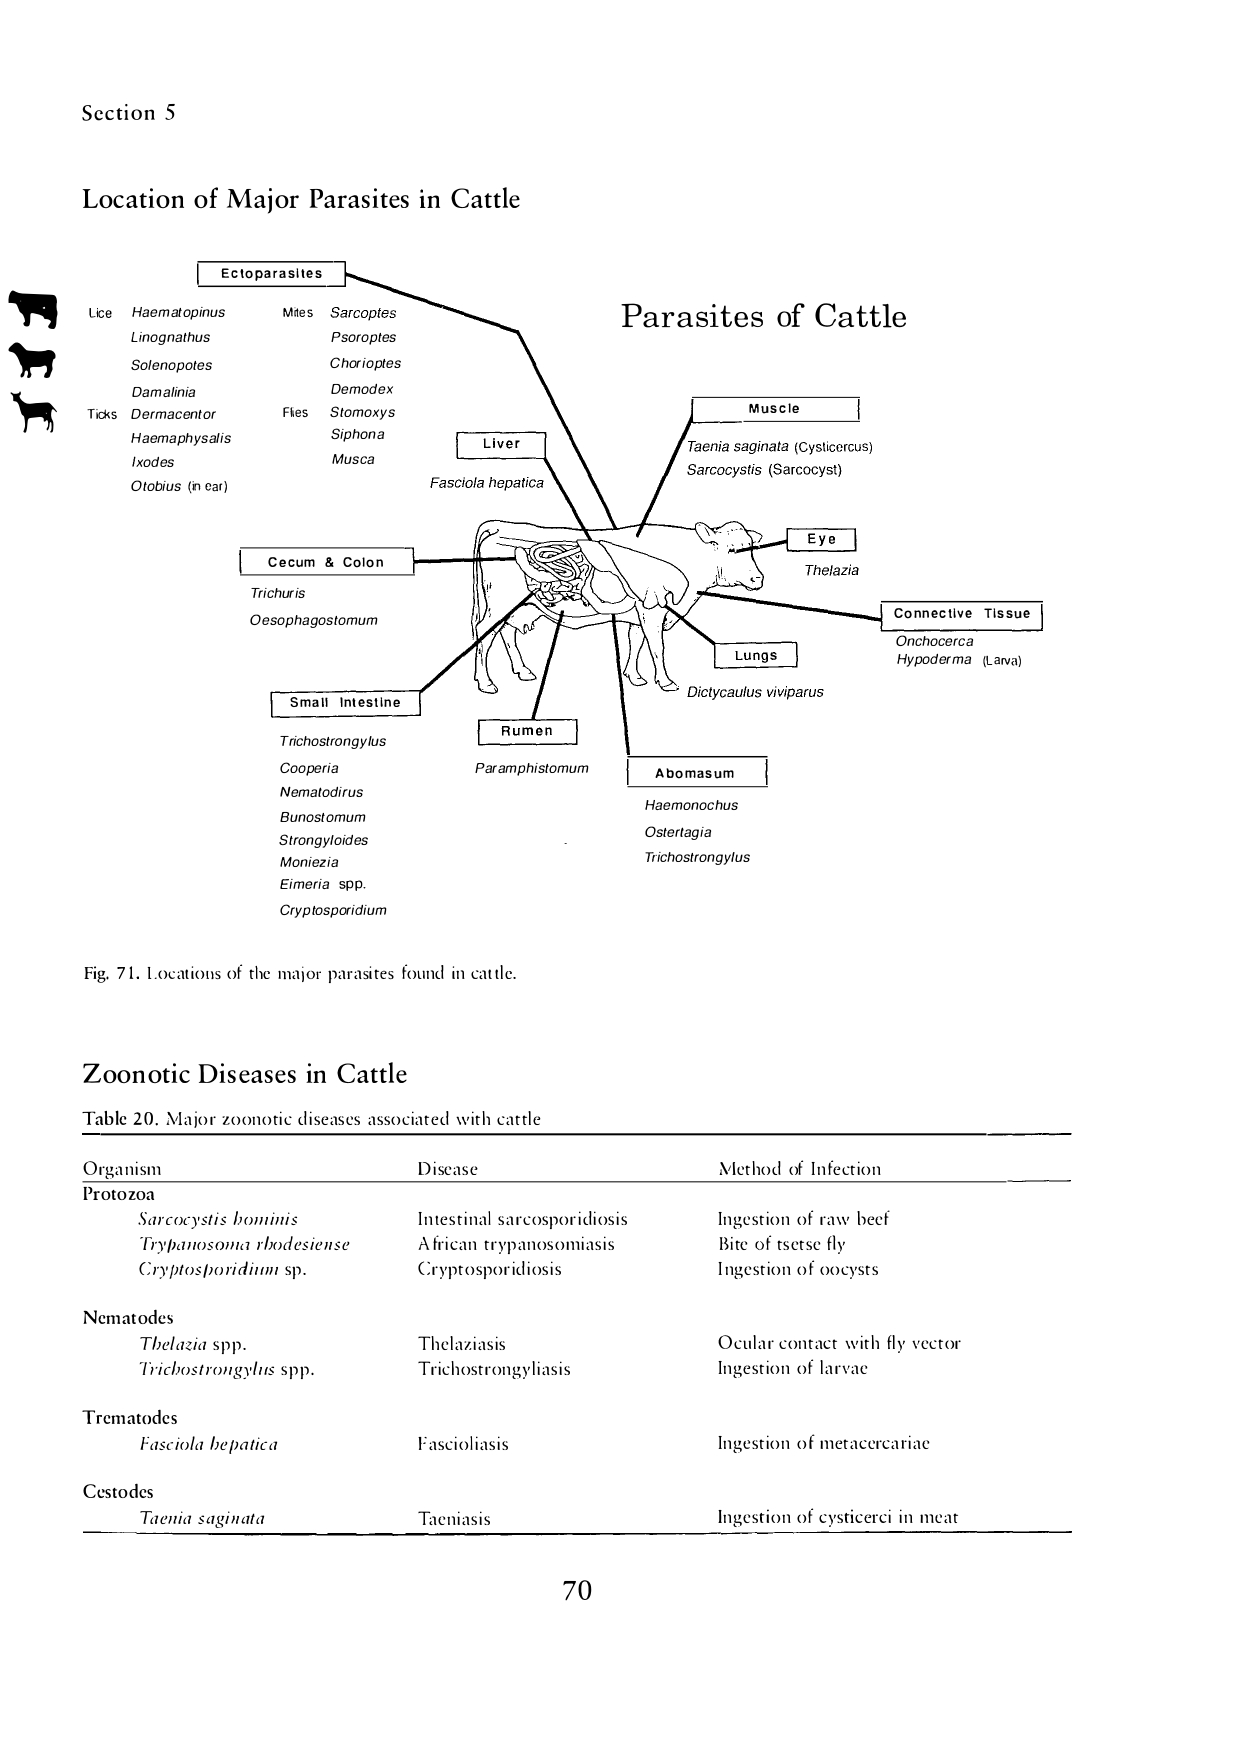 Section 5
Location of Major Parasites in Cattle
Ectoparasites
Parasites of Cattle
Lice Haematopinus Mites Sarcoptes
Linognathus Psoroptes
Solenopotes Chorioptes
Damalinia Demodex
Ticks Dermacentor Flies Stomoxys
Haemaphysalis Siphona
Ixodes Musca
Otobius (in ear)
Liver
Fasciola hepatica
Muscle
Taenia saginata (Cysticercus)
Sarcocystis (Sarcocyst)
Eye
Thelazia
Cecum & Colon
Trichuris
Oesophagostomum
Connective Tissue
Onchocerca
Hypoderma (Larva)
Lungs
Dictycaulus viviparus
Small Intestine
Trichostrongylus
Cooperia
Nematodirus
Bunostomum
Strongyloides
Moniezia
Eimeria spp.
Cryptosporidium
Rumen
Paramphistomum
Abomasum
Haemonochus
Ostertagia
Trichostrongylus
Fig. 71. Locations of the major parasites found in cattle.
Zoonotic Diseases in Cattle
Table 20. Major zoonotic diseases associated with cattle
Organism Disease Method of Infection
Protozoa
Sarcocystis hominis Intestinal sarcosporidiosis Ingestion of raw beef
Trypanosoma rhodesiense African trypanosomiasis Bite of tsetse fly
Cryptosporidium sp. Cryptosporidiosis Ingestion of oocysts
Nematodes
Thelazia spp. Thelaziasis Ocular contact with fly vector
Trichostrongylus spp. Trichostrongyliasis Ingestion of larvae
Trematodes
Fasciola hepatica Fascioliasis Ingestion of metacercariae
Cestodes
Taenia saginata Taeniasis Ingestion of cysticerci in meat
70